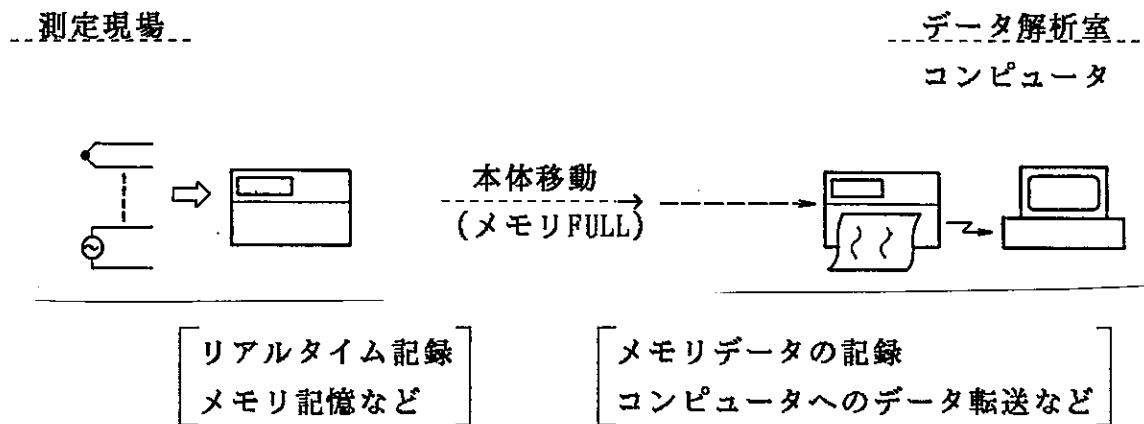 測定現場
データ解析室
コンピュータ
本体移動
(メモリFULL)
リアルタイム記録
メモリ記憶など
メモリデータの記録
コンピュータへのデータ転送など